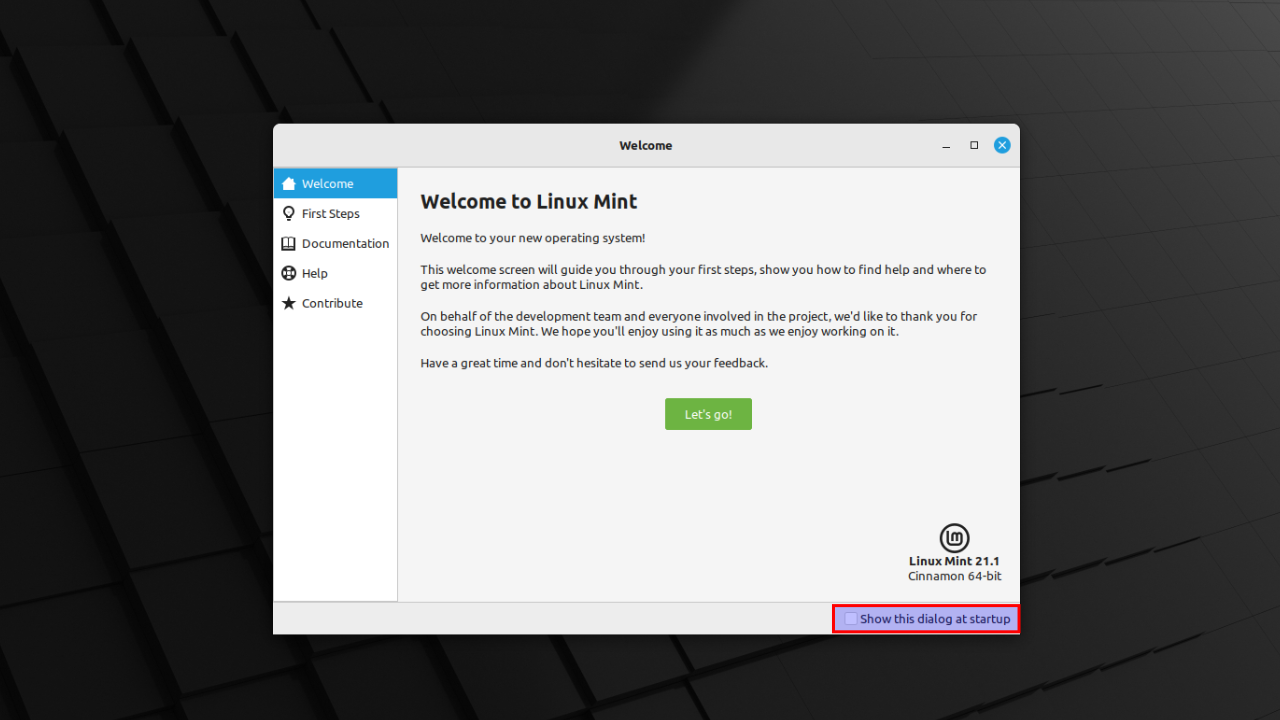 Welcome
Welcome
First Steps
Documentation
Help
Contribute
Welcome to Linux Mint
Welcome to your new operating system!
This welcome screen will guide you through your first steps, show you how to find help and where to
get more information about Linux Mint.
On behalf of the development team and everyone involved in the project, we'd like to thank you for
choosing Linux Mint. We hope you'll enjoy using it as much as we enjoy working on it.
Have a great time and don't hesitate to send us your feedback.
Let's go!
Linux Mint 21.1
Cinnamon 64-bit
Show this dialog at startup